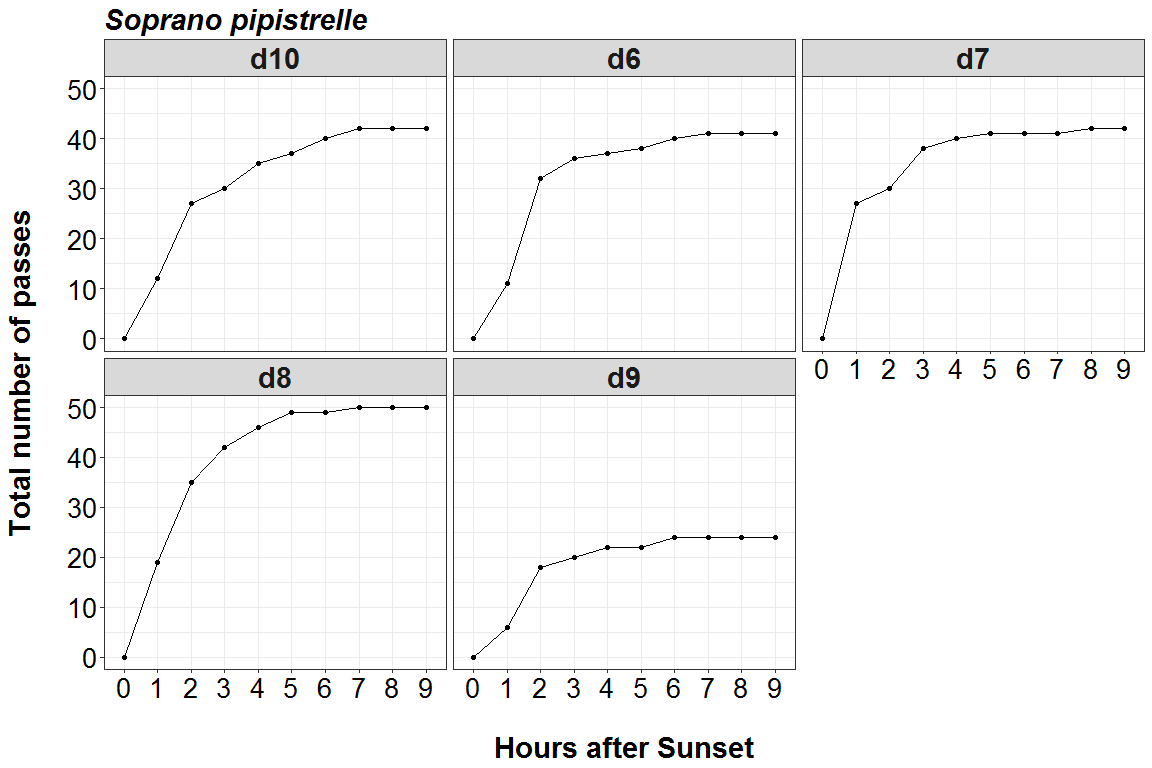 Soprano pipistrelle
d10 d6 d7
50
40
30
20
10
0
0 1 2 3 4 5 6 7 8 9
d8 d9
50
40
30
20
10
0
0 1 2 3 4 5 6 7 8 9 0 1 2 3 4 5 6 7 8 9
Total number of passes
Hours after Sunset